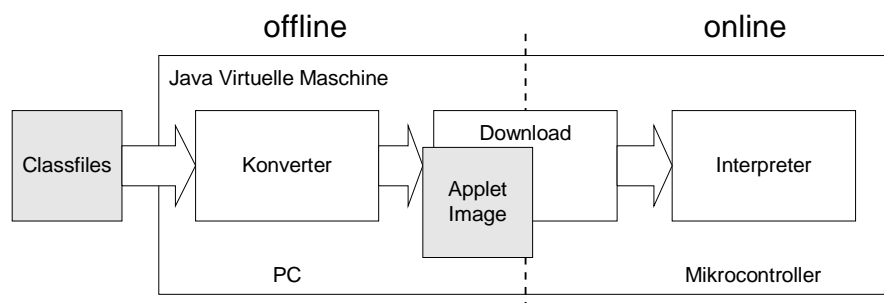 offline
online
Java Virtuelle Maschine
Classfiles
Konverter
Download
Applet
Image
Interpreter
PC
Mikrocontroller